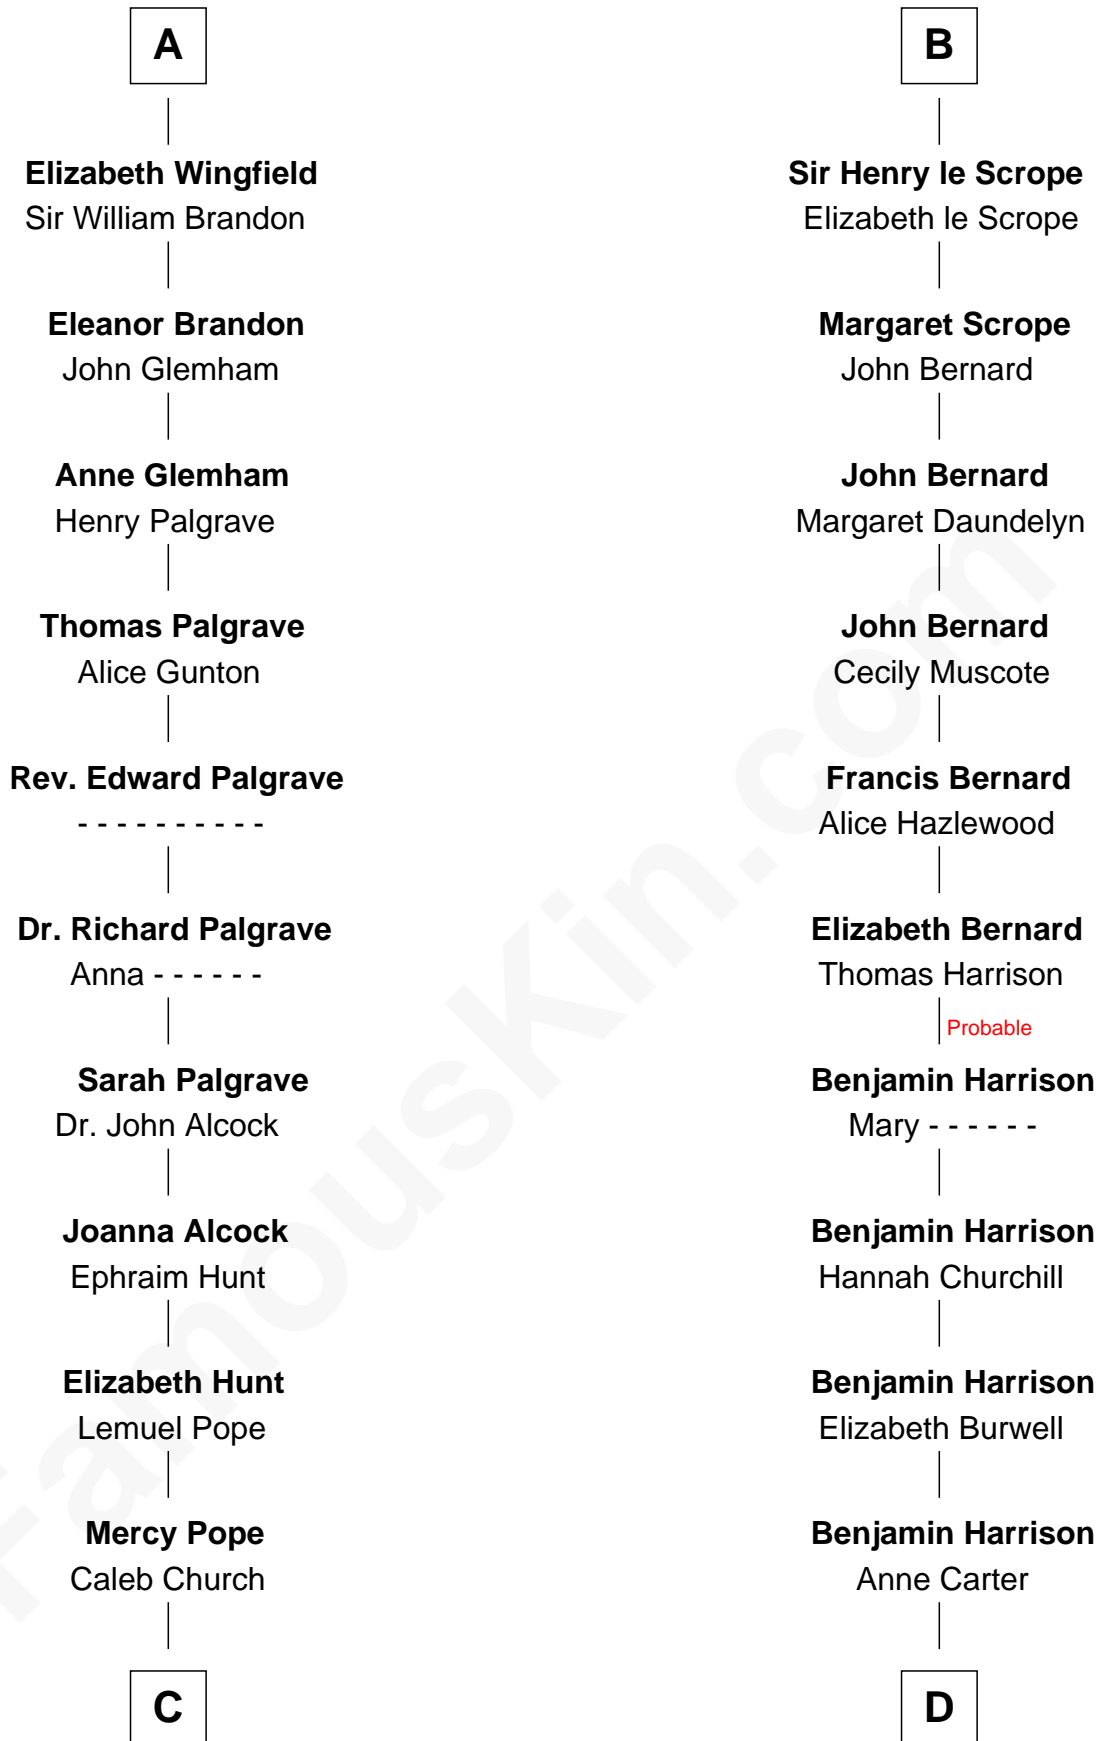 A
Elizabeth Wingfield
Sir William Brandon
Eleanor Brandon
John Glemham
Anne Glemham
Henry Palgrave
Thomas Palgrave
Alice Gunton
Rev. Edward Palgrave
- - - - - - - - - -
Dr. Richard Palgrave
Anna - - - - - -
Sarah Palgrave
Dr. John Alcock
Joanna Alcock
Ephraim Hunt
Elizabeth Hunt
Lemuel Pope
Mercy Pope
Caleb Church
C
B
Sir Henry le Scrope
Elizabeth le Scrope
Margaret Scrope
John Bernard
John Bernard
Margaret Daundelyn
John Bernard
Cecily Muscote
Francis Bernard
Alice Hazlewood
Elizabeth Bernard
Thomas Harrison
Probable
Benjamin Harrison
Mary - - - - - -
Benjamin Harrison
Hannah Churchill
Benjamin Harrison
Elizabeth Burwell
Benjamin Harrison
Anne Carter
D
FamousKin.com